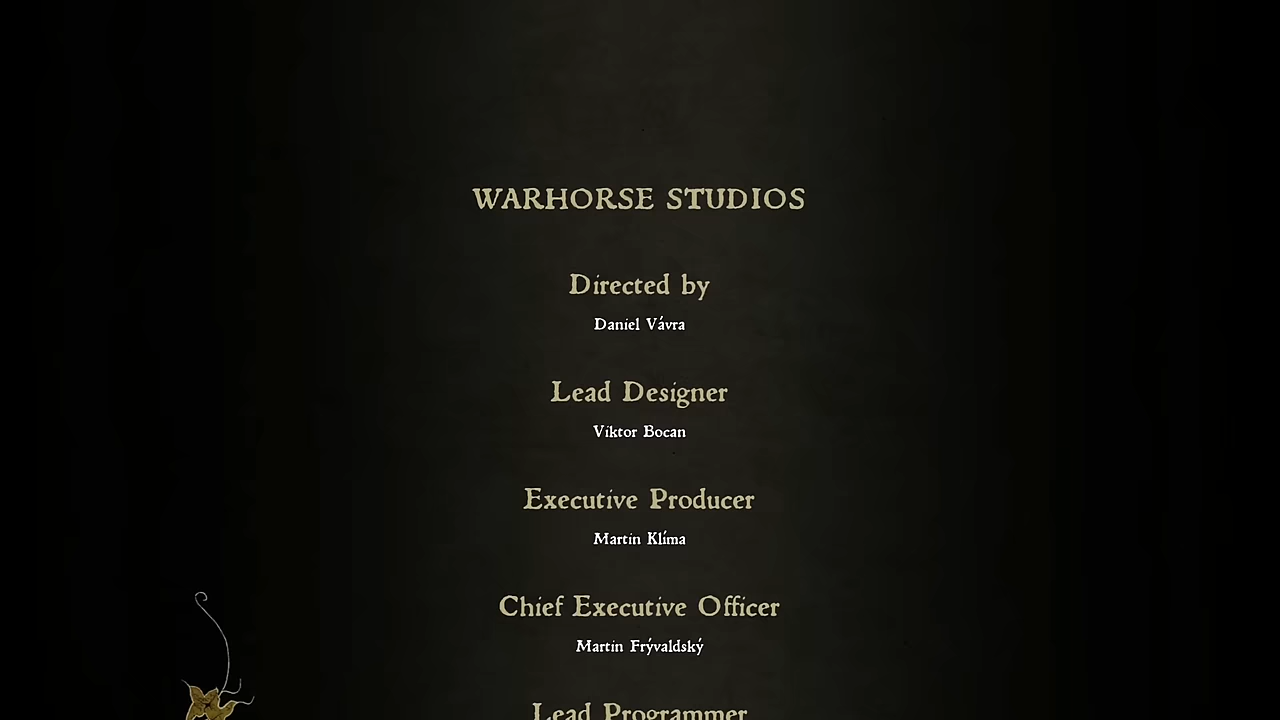 WARHORSE STUDIOS
Directed by
Daniel Vávra
Lead Designer
Viktor Bocan
Executive Producer
Martin Klíma
Chief Executive Officer
Martin Frývaldský
Lead Programmer